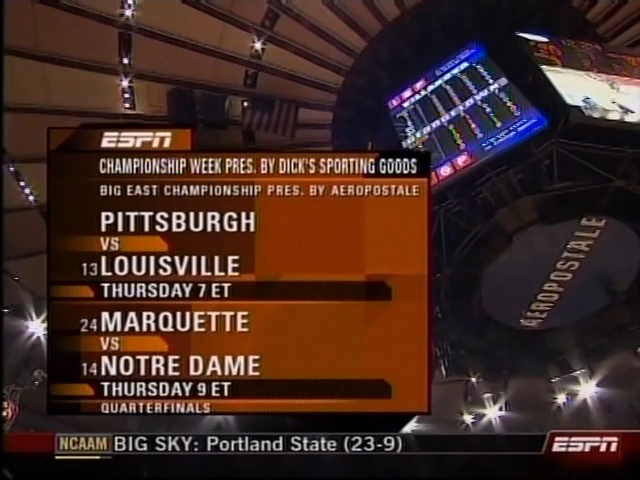 ESPN
CHAMPIONSHIP WEEK PRES. BY DICK'S SPORTING GOODS
BIG EAST CHAMPIONSHIP PRES. BY AEROPOSTALE
PITTSBURGH
VS
13 LOUISVILLE
THURSDAY 7 ET
24 MARQUETTE
VS
14 NOTRE DAME
THURSDAY 9 ET
QUARTERFINALS
AEROPOSTALE
NCAAM BIG SKY: Portland State (23-9)
ESPN